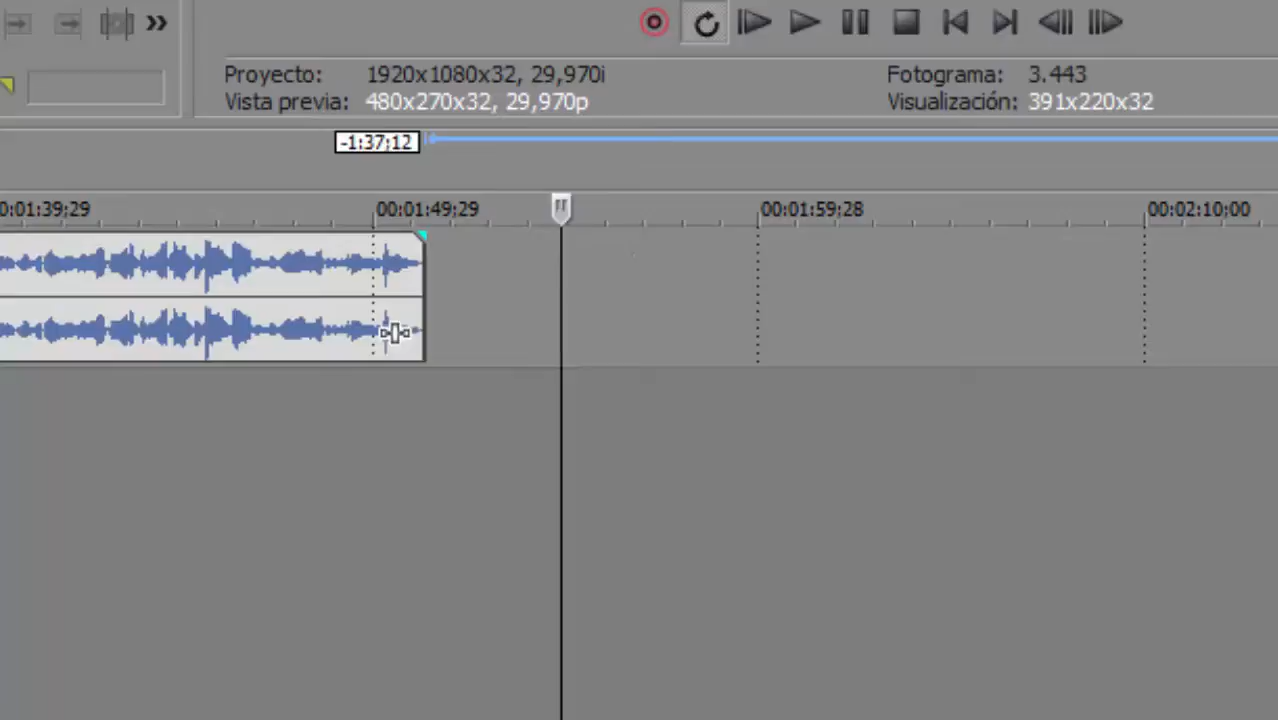 Proyecto: 1920x1080x32, 29,970i Fotograma: 3.443
Vista previa: 480x270x32, 29,970p Visualización: 391x220x32
-1:37;12
0:01:39;29 00:01:49;29 00:01:59;28 00:02:10;00